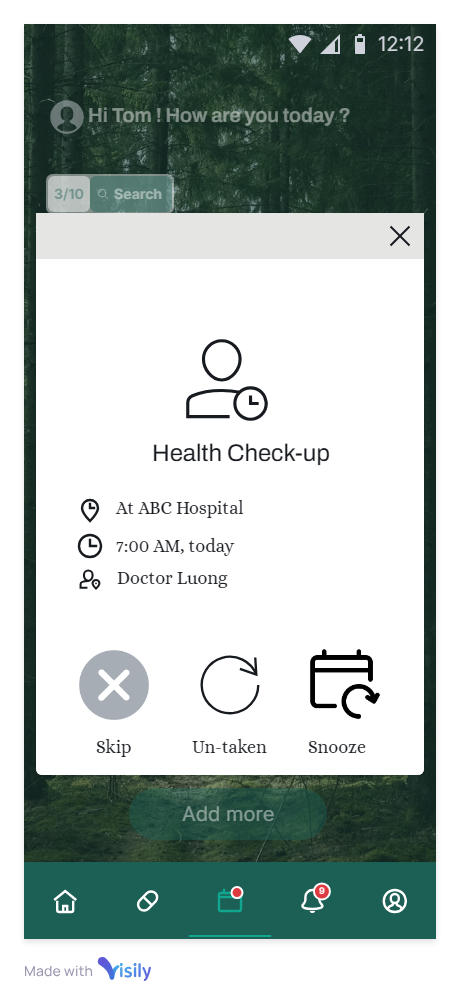 12:12
Hi Tom ! How are you today ?
3/10 Search
Health Check-up
At ABC Hospital
7:00 AM, today
Doctor Luong
Skip Un-taken Snooze
Add more
9
Made with Visily